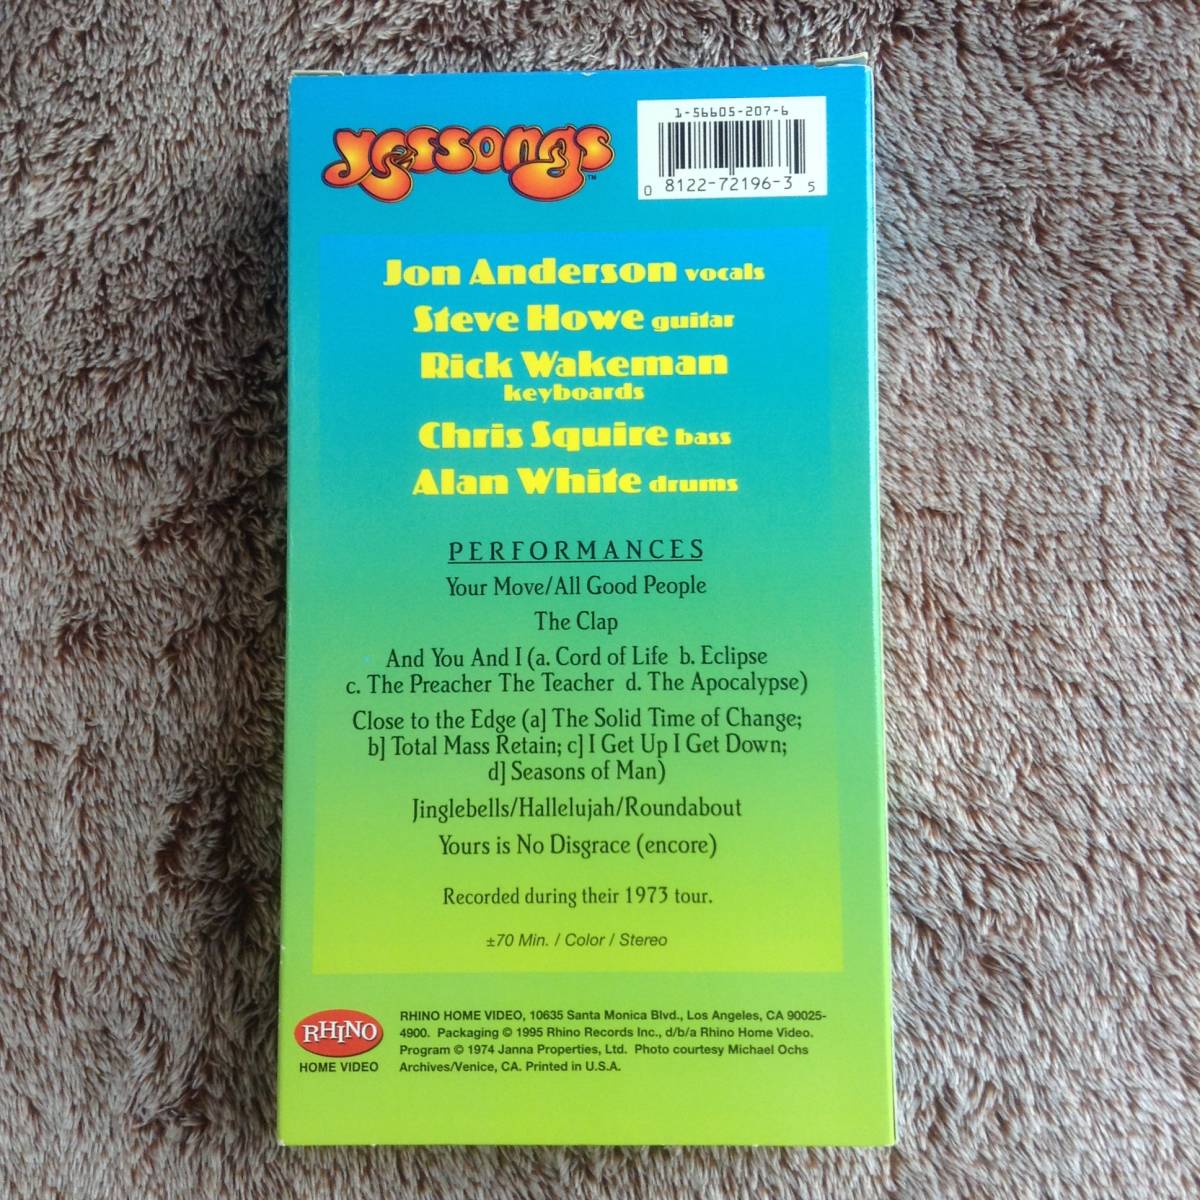 yessongs™
1-56605-207-6
0 8122-72196-3 5
Jon Anderson vocals
Steve Howe guitar
Rick Wakeman
keyboards
Chris Squire bass
Alan White drums
PERFORMANCES
Your Move/All Good People
The Clap
And You And I (a. Cord of Life b. Eclipse
c. The Preacher The Teacher d. The Apocalypse)
Close to the Edge (a] The Solid Time of Change;
b] Total Mass Retain; c] I Get Up I Get Down;
d] Seasons of Man)
Jinglebells/Hallelujah/Roundabout
Yours is No Disgrace (encore)
Recorded during their 1973 tour.
±70 Min. / Color / Stereo
RHINO
HOME VIDEO
RHINO HOME VIDEO, 10635 Santa Monica Blvd., Los Angeles, CA 90025-
4900. Packaging © 1995 Rhino Records Inc., d/b/a Rhino Home Video.
Program © 1974 Janna Properties, Ltd. Photo courtesy Michael Ochs
Archives/Venice, CA. Printed in U.S.A.